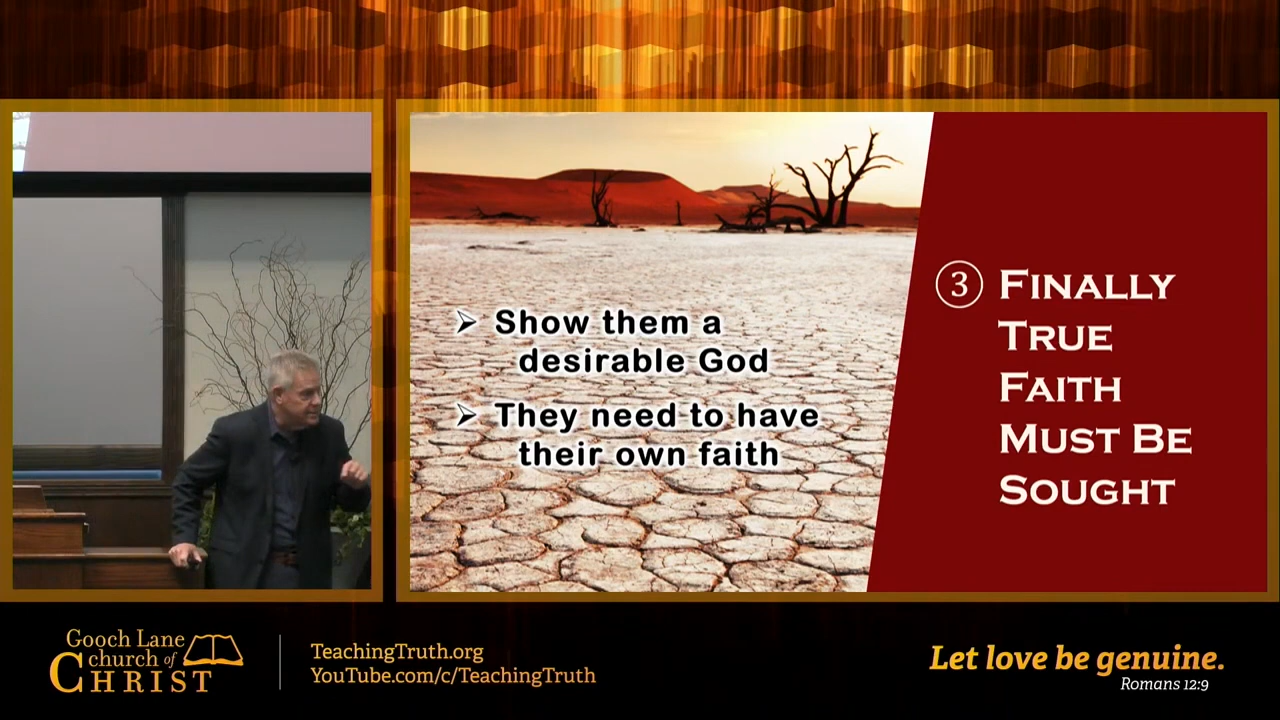 ➢ Show them a
desirable God
➢ They need to have
their own faith
③ Finally
True
Faith
Must Be
Sought
Gooch Lane
church of
Christ
TeachingTruth.org
YouTube.com/c/TeachingTruth
Let love be genuine.
Romans 12:9